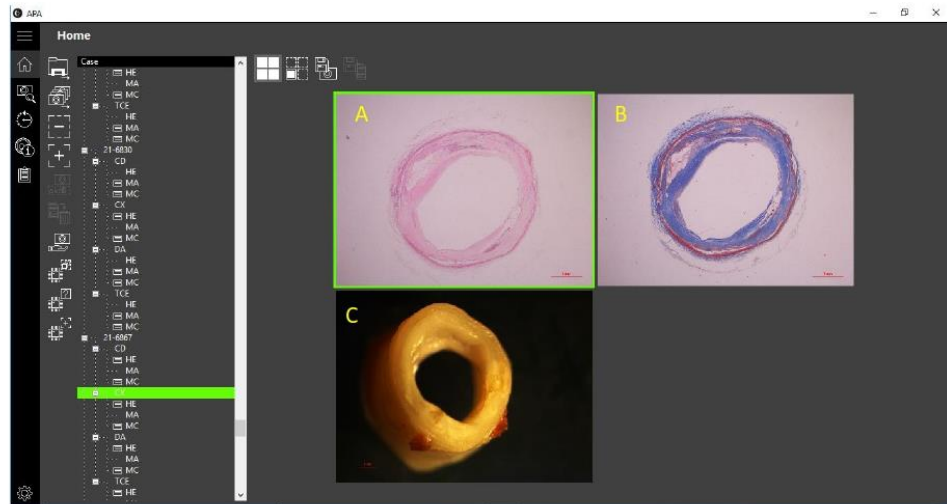 APA
Home
Case
HE
MA
MC
TCE
HE
MA
MC
21-6830
CD
HE
MA
MC
CX
HE
MA
MC
DA
HE
MA
MC
TCE
HE
MA
MC
21-6867
CD
HE
MA
MC
CX
HE
MA
MC
DA
HE
MA
MC
TCE
HE
A
B
C